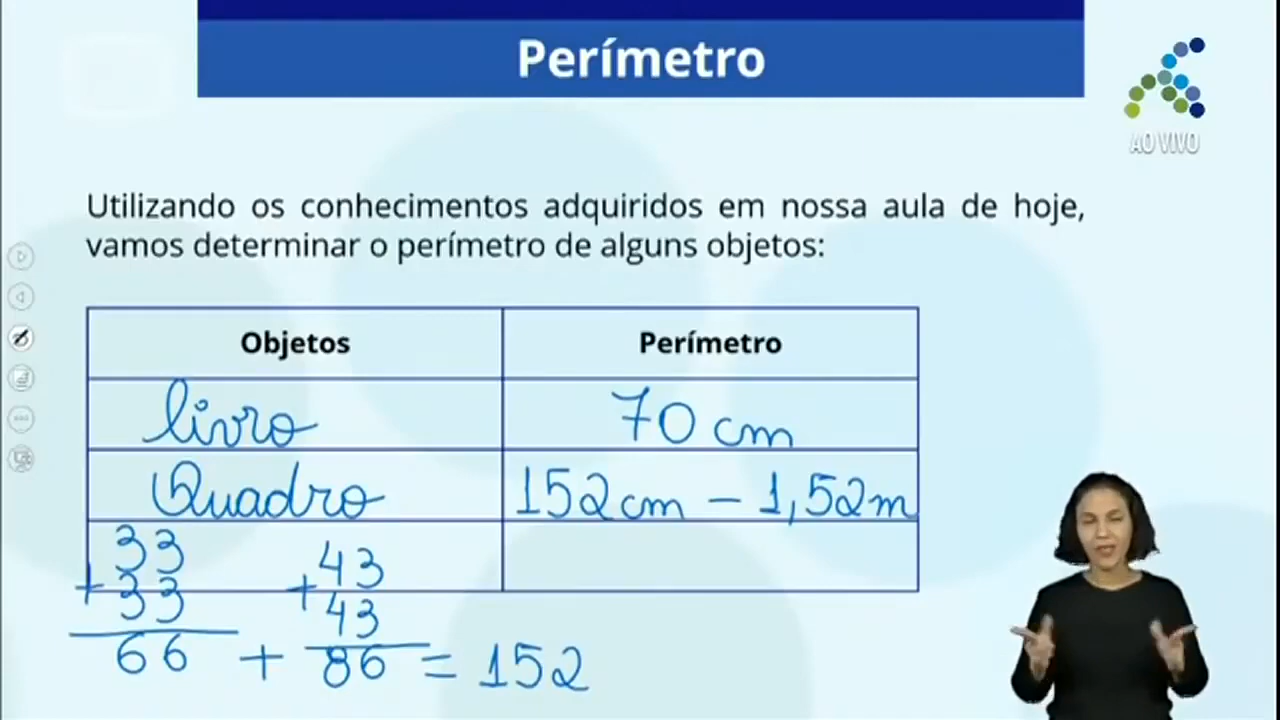 Perímetro
AO VIVO
Utilizando os conhecimentos adquiridos em nossa aula de hoje,
vamos determinar o perímetro de alguns objetos:
Objetos Perímetro
livro 70 cm
Quadro 152 cm – 1,52 m
33 43
+ 33 + 43
66 + 86 = 152